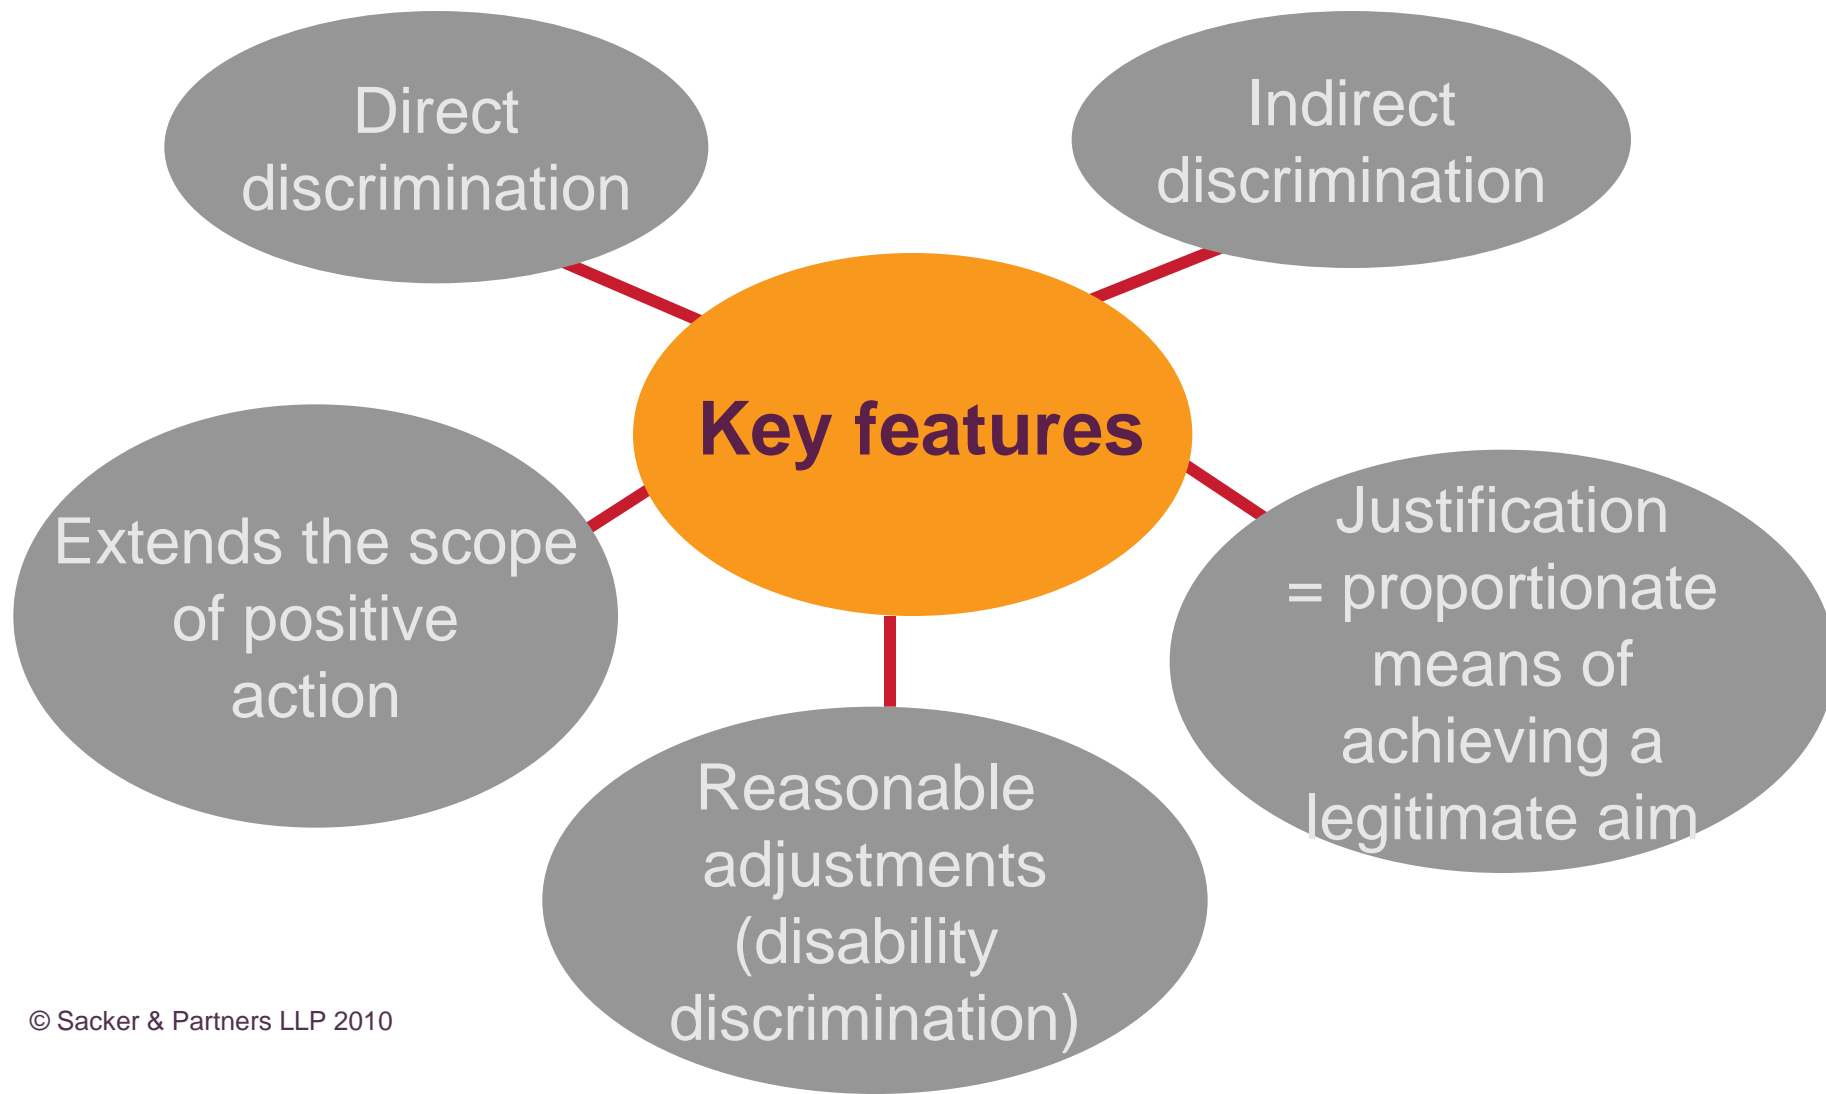 Direct
discrimination
Indirect
discrimination
Key features
Extends the scope
of positive
action
Justification
= proportionate
means of
achieving a
legitimate aim
Reasonable
adjustments
(disability
discrimination)
© Sacker & Partners LLP 2010